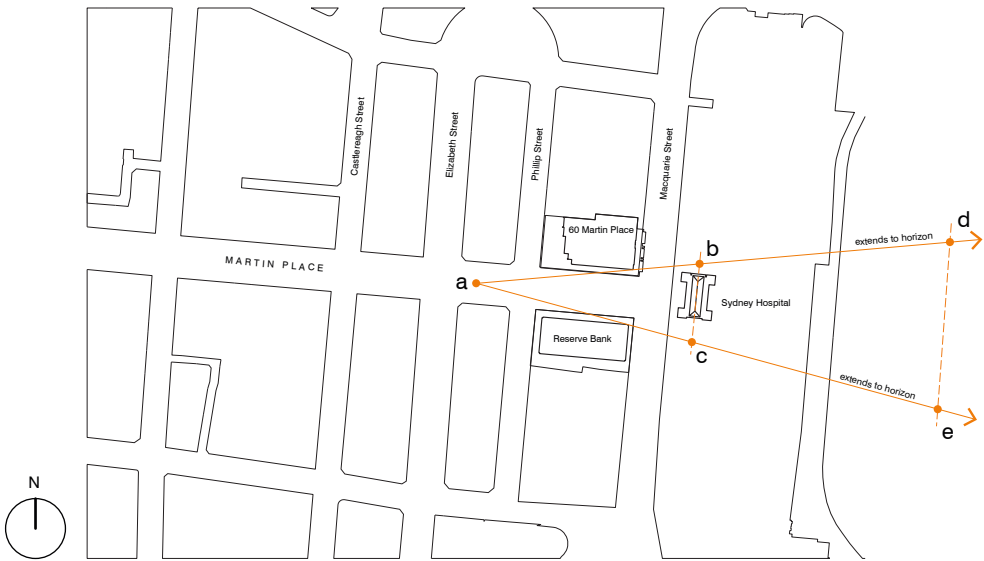 Castlereagh Street
Elizabeth Street
Phillip Street
Macquarie Street
60 Martin Place
MARTIN PLACE
a
b
extends to horizon
d
Sydney Hospital
Reserve Bank
c
extends to horizon
e
N